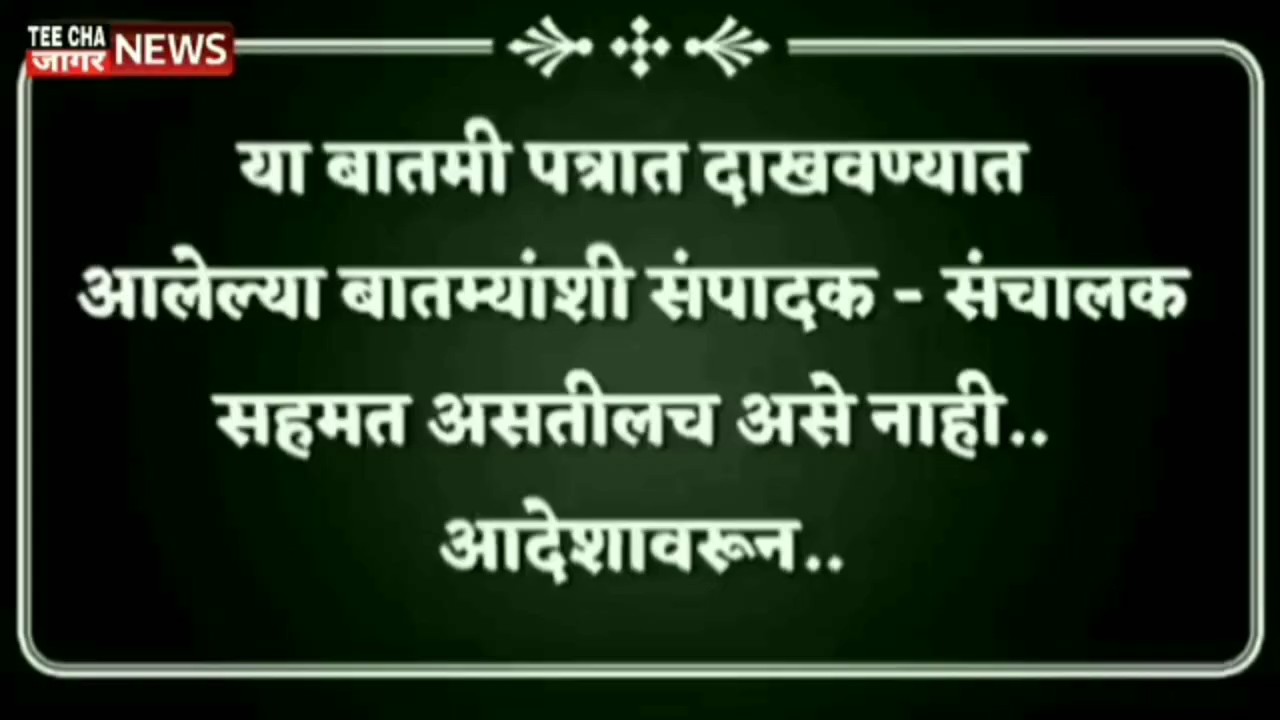 TEE CHA
जागर NEWS
या बातमी पत्रात दाखवण्यात
आलेल्या बातम्यांशी संपादक - संचालक
सहमत असतीलच असे नाही..
आदेशावरून..